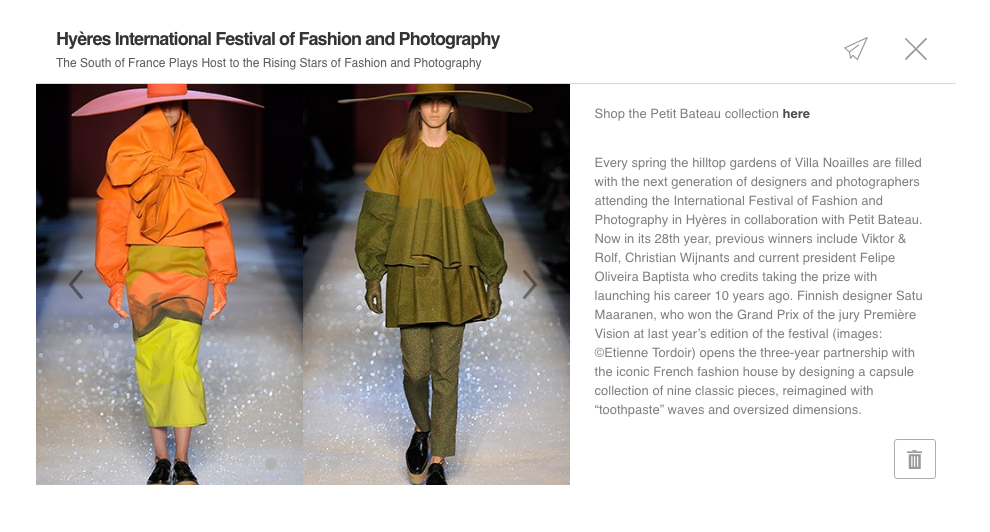 Hyères International Festival of Fashion and Photography
The South of France Plays Host to the Rising Stars of Fashion and Photography
Shop the Petit Bateau collection here
Every spring the hilltop gardens of Villa Noailles are filled
with the next generation of designers and photographers
attending the International Festival of Fashion and
Photography in Hyères in collaboration with Petit Bateau.
Now in its 28th year, previous winners include Viktor &
Rolf, Christian Wijnants and current president Felipe
Oliveira Baptista who credits taking the prize with
launching his career 10 years ago. Finnish designer Satu
Maaranen, who won the Grand Prix of the jury Première
Vision at last year’s edition of the festival (images:
©Etienne Tordoir) opens the three-year partnership with
the iconic French fashion house by designing a capsule
collection of nine classic pieces, reimagined with
“toothpaste” waves and oversized dimensions.